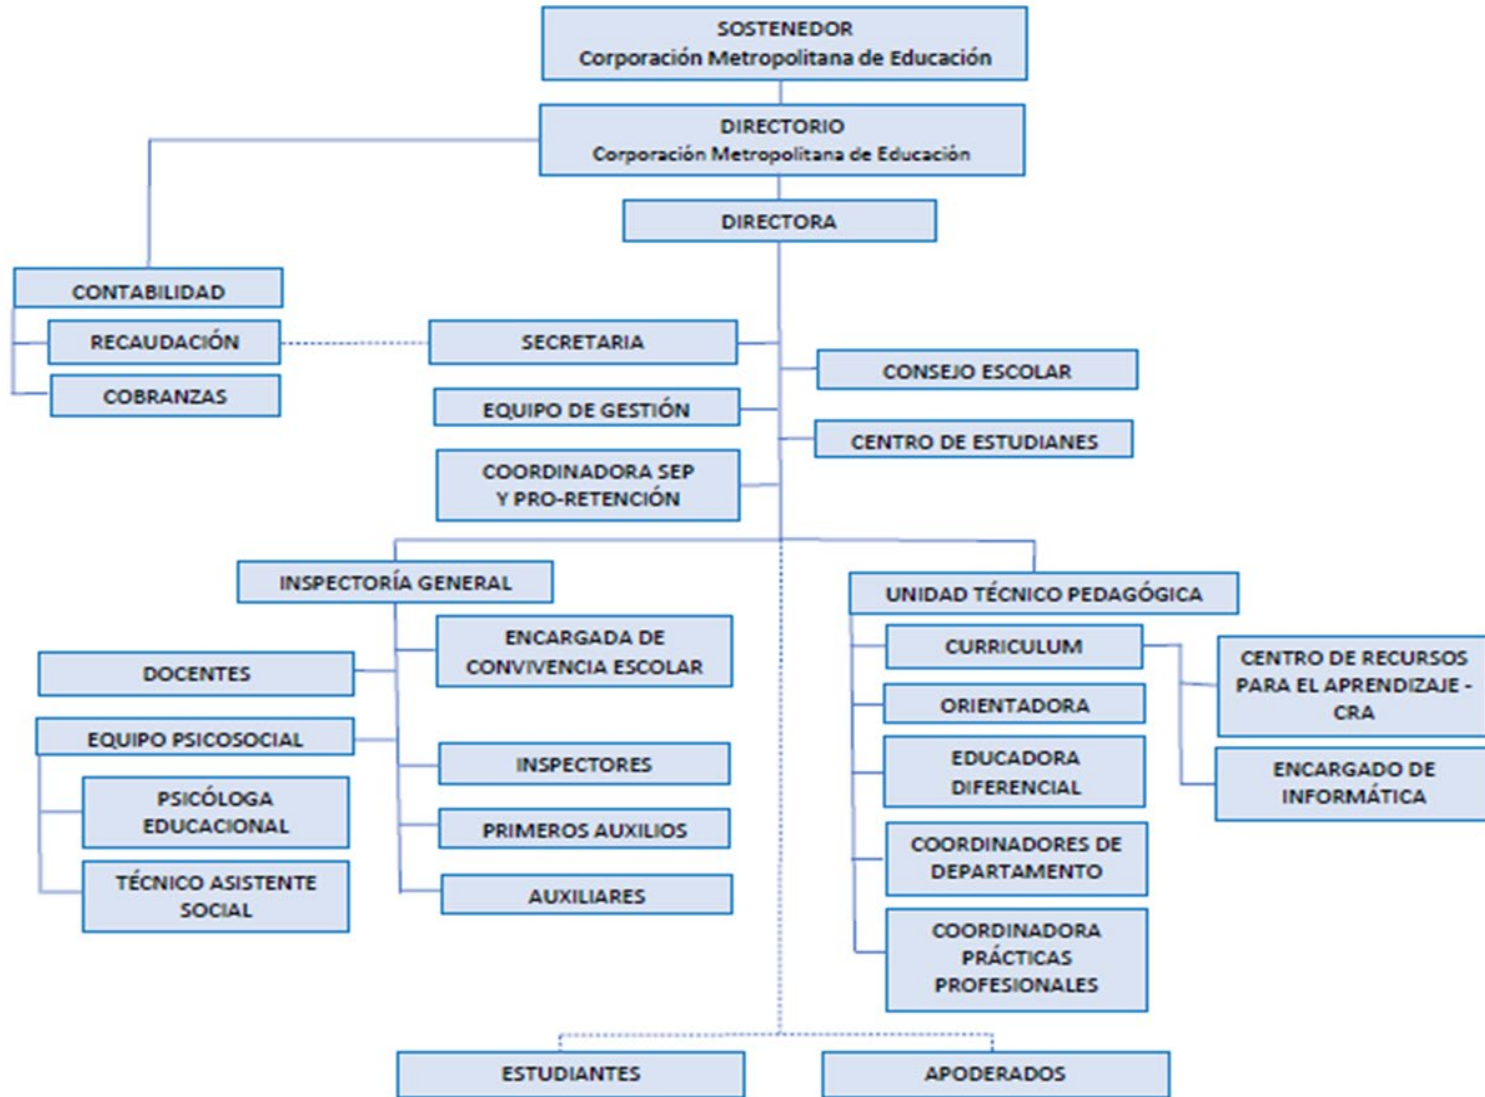 SOSTENEDOR
Corporación Metropolitana de Educación
DIRECTORIO
Corporación Metropolitana de Educación
DIRECTORA
CONTABILIDAD
RECAUDACIÓN
COBRANZAS
SECRETARIA
EQUIPO DE GESTIÓN
COORDINADORA SEP
Y PRO-RETENCIÓN
CONSEJO ESCOLAR
CENTRO DE ESTUDIANES
INSPECTORÍA GENERAL
ENCARGADA DE
CONVIVENCIA ESCOLAR
DOCENTES
EQUIPO PSICOSOCIAL
PSICÓLOGA
EDUCACIONAL
TÉCNICO ASISTENTE
SOCIAL
INSPECTORES
PRIMEROS AUXILIOS
AUXILIARES
UNIDAD TÉCNICO PEDAGÓGICA
CURRICULUM
ORIENTADORA
EDUCADORA
DIFERENCIAL
COORDINADORES DE
DEPARTAMENTO
COORDINADORA
PRÁCTICAS
PROFESIONALES
CENTRO DE RECURSOS
PARA EL APRENDIZAJE -
CRA
ENCARGADO DE
INFORMÁTICA
ESTUDIANTES
APODERADOS